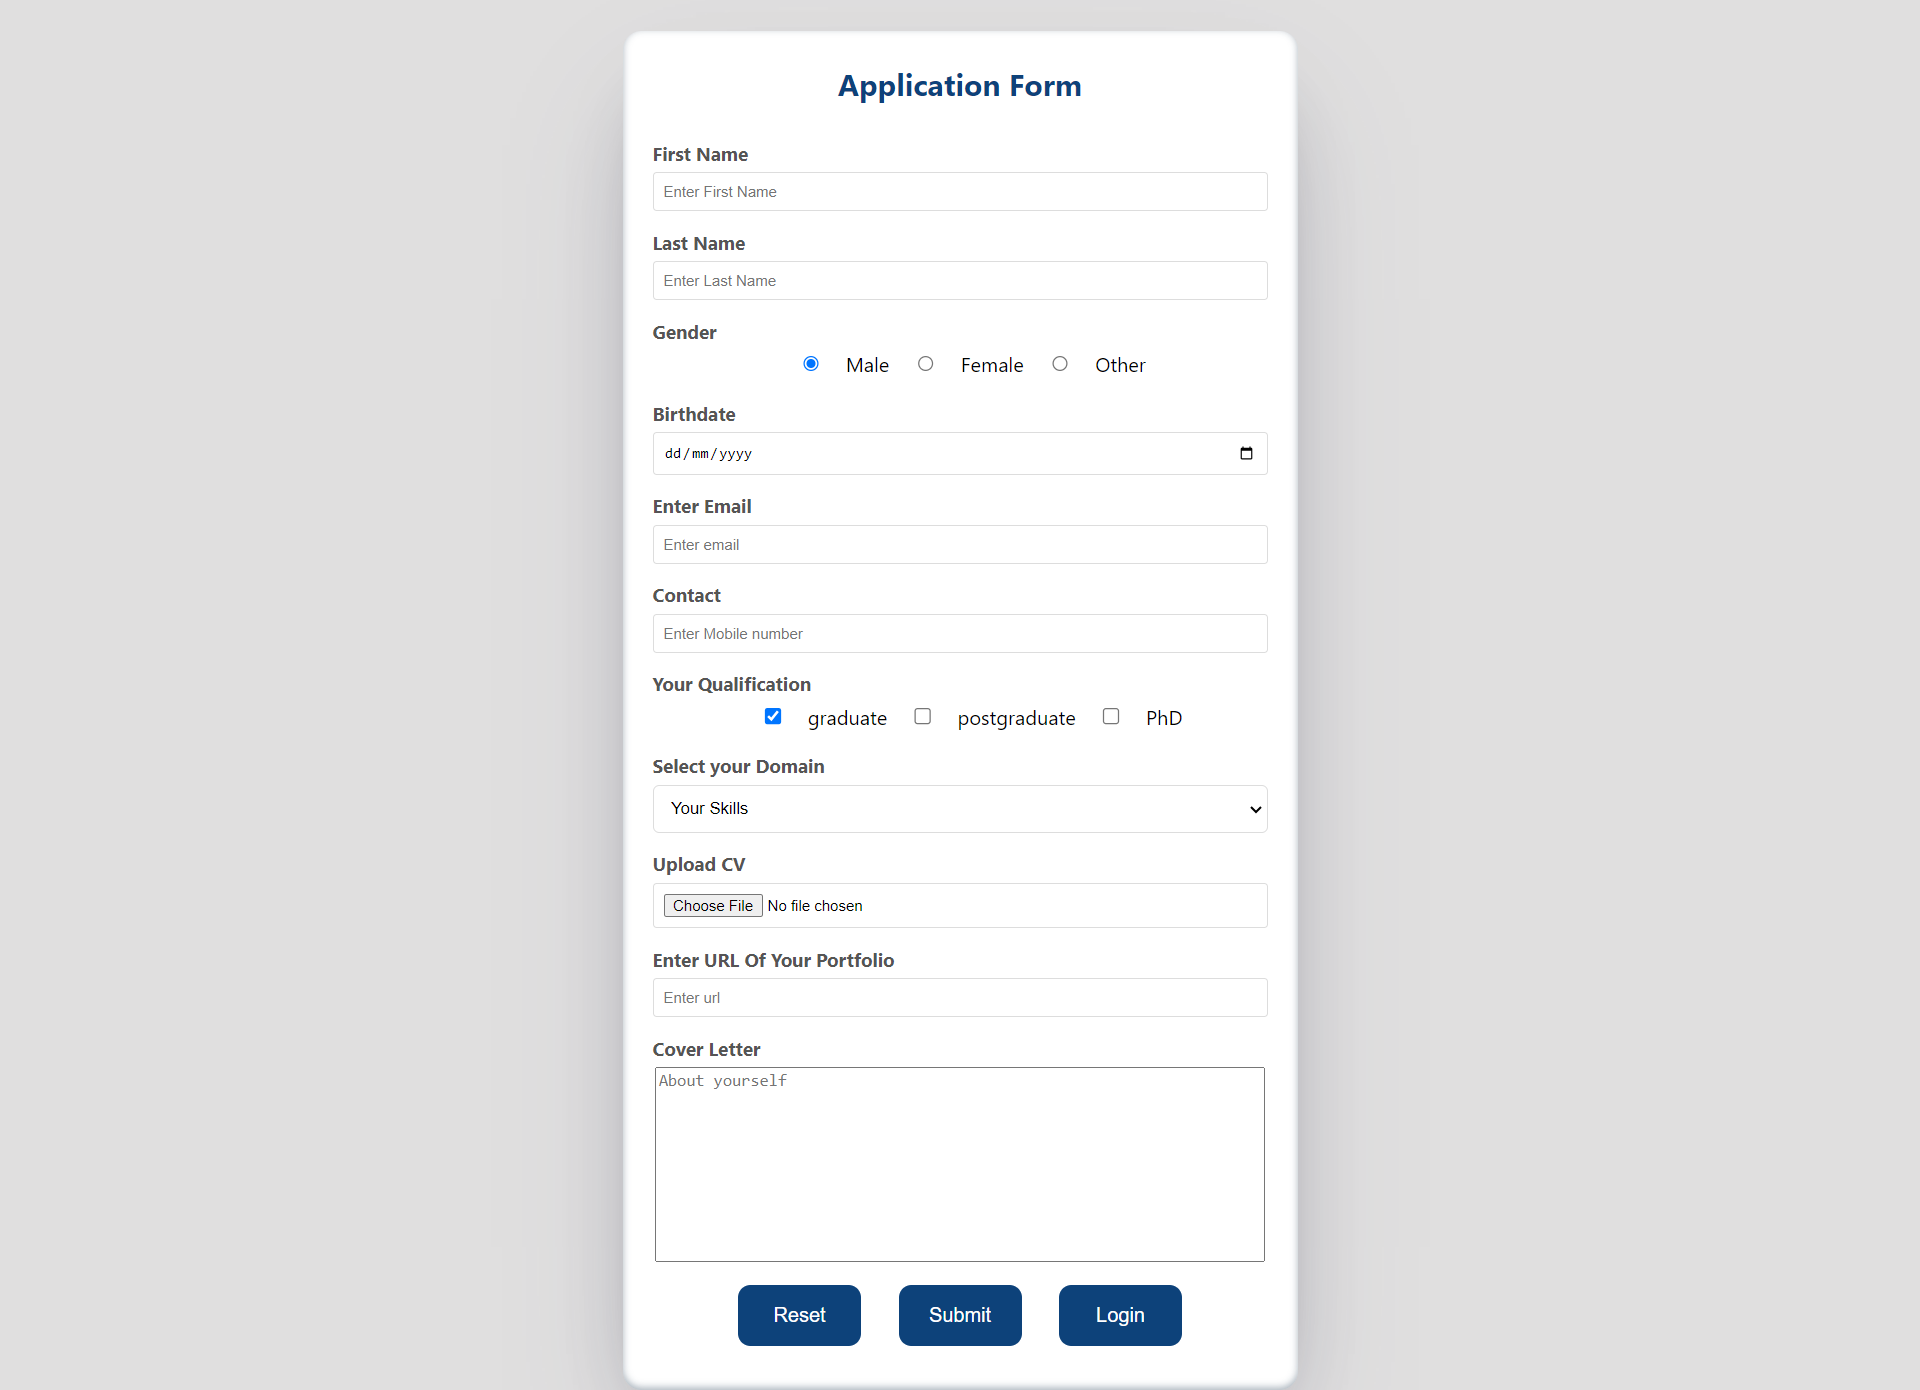 Application Form
First Name
Enter First Name
Last Name
Enter Last Name
Gender
Male Female Other
Birthdate
dd/mm/yyyy
Enter Email
Enter email
Contact
Enter Mobile number
Your Qualification
graduate postgraduate PhD
Select your Domain
Your Skills
Upload CV
Choose File No file chosen
Enter URL Of Your Portfolio
Enter url
Cover Letter
About yourself
Reset Submit Login